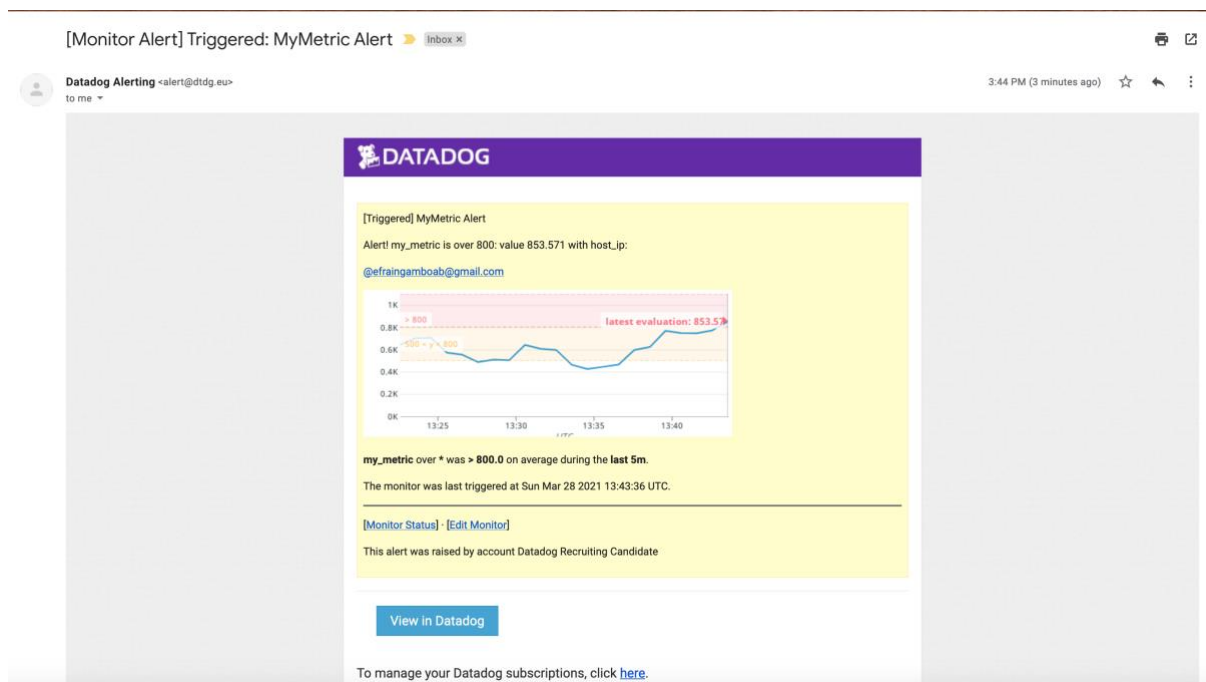 [Monitor Alert] Triggered: MyMetric Alert Inbox ×
Datadog Alerting <alert@dtdg.eu> 3:44 PM (3 minutes ago)
to me
DATADOG
[Triggered] MyMetric Alert
Alert! my_metric is over 800: value 853.571 with host_ip:
@efraingamboab@gmail.com
1K
> 800
latest evaluation: 853.57
0.8K
500 < y < 800
0.6K
0.4K
0.2K
0K
13:25 13:30 13:35 13:40
UTC
my_metric over * was > 800.0 on average during the last 5m.
The monitor was last triggered at Sun Mar 28 2021 13:43:36 UTC.
[Monitor Status] · [Edit Monitor]
This alert was raised by account Datadog Recruiting Candidate
View in Datadog
To manage your Datadog subscriptions, click here.